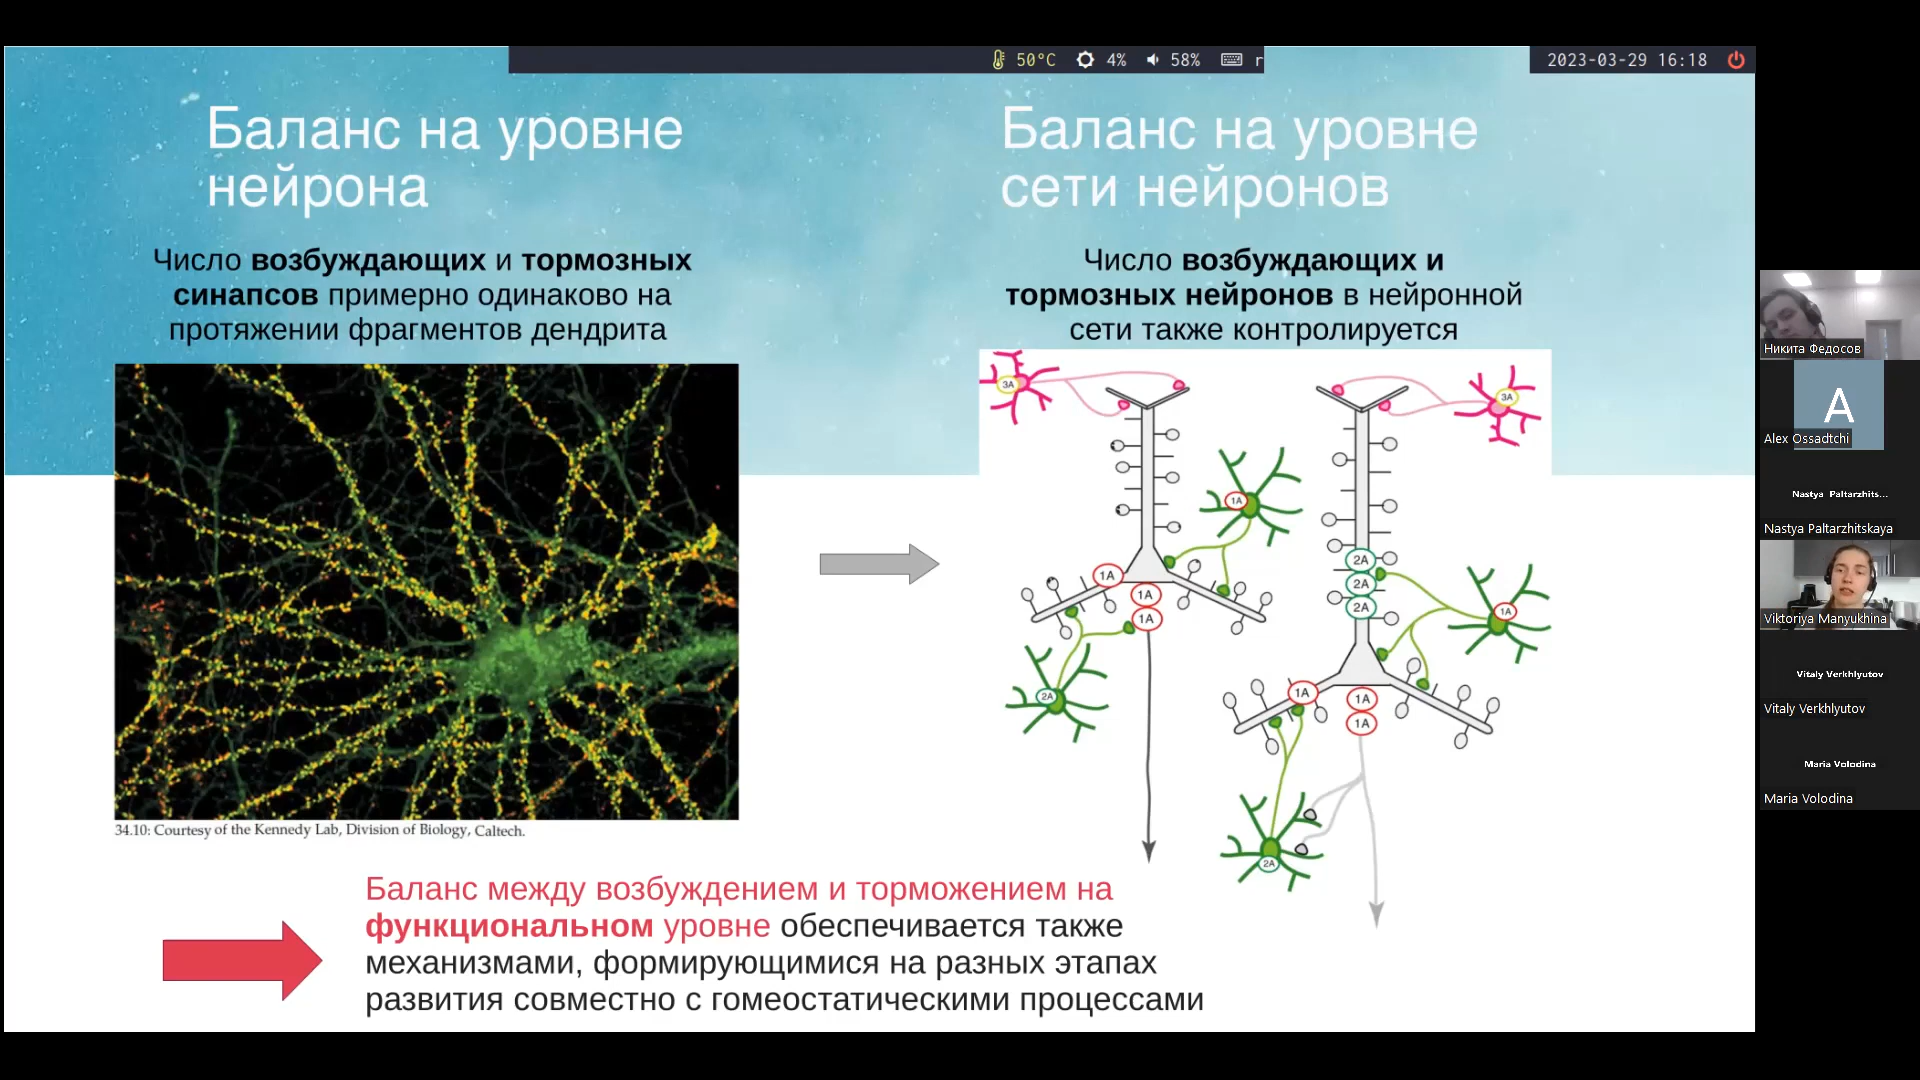 50°C 4% 58% r
2023-03-29 16:18
Баланс на уровне
нейрона
Число возбуждающих и тормозных
синапсов примерно одинаково на
протяжении фрагментов дендрита
34.10: Courtesy of the Kennedy Lab, Division of Biology, Caltech.
Баланс на уровне
сети нейронов
Число возбуждающих и
тормозных нейронов в нейронной
сети также контролируется
3A
3A
1A
1A
1A
1A
2A
2A
2A
2A
1A
1A
1A
1A
2A
Баланс между возбуждением и торможением на
функциональном уровне обеспечивается также
механизмами, формирующимися на разных этапах
развития совместно с гомеостатическими процессами
Никита Федосов
A
Alex Ossadtchi
Nastya Paltarzhits...
Nastya Paltarzhitskaya
Viktoriya Manyukhina
Vitaly Verkhlyutov
Vitaly Verkhlyutov
Maria Volodina
Maria Volodina